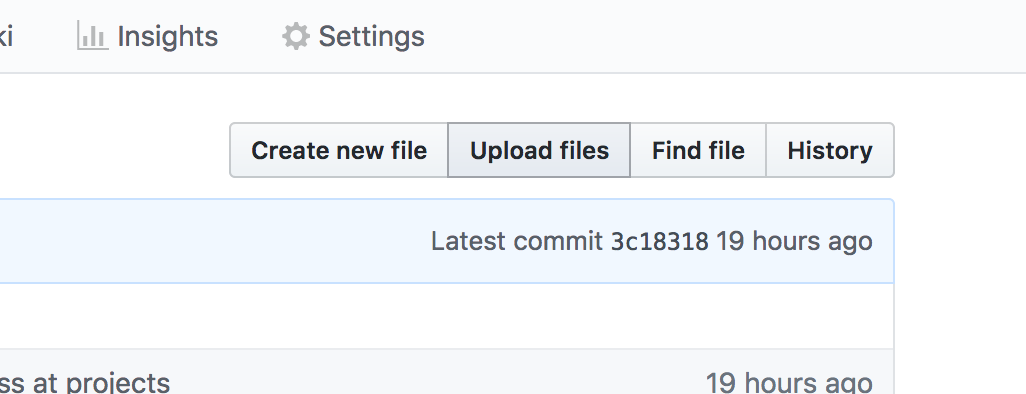 ki Insights Settings
Create new file Upload files Find file History
Latest commit 3c18318 19 hours ago
ss at projects 19 hours ago